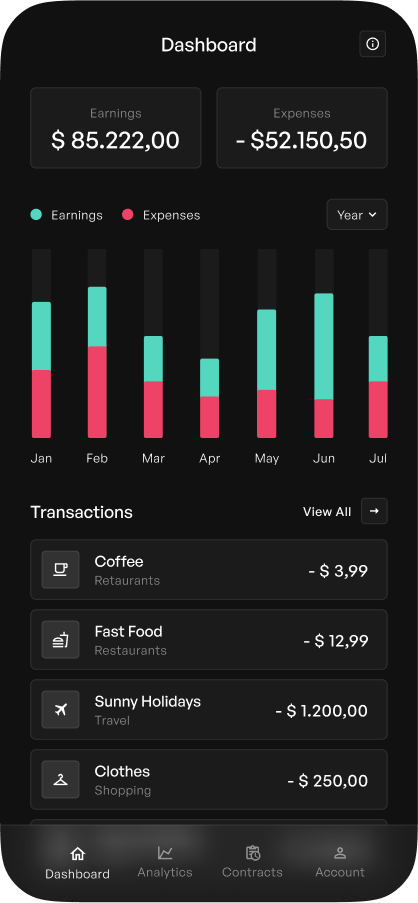 Dashboard
Earnings Expenses
$ 85.222,00 - $52.150,50
Earnings Expenses Year
Jan Feb Mar Apr May Jun Jul
Transactions View All
Coffee
- $ 3,99
Retaurants
Fast Food
- $ 12,99
Restaurants
Sunny Holidays
- $ 1.200,00
Travel
Clothes
- $ 250,00
Shopping
Dashboard Analytics Contracts Account